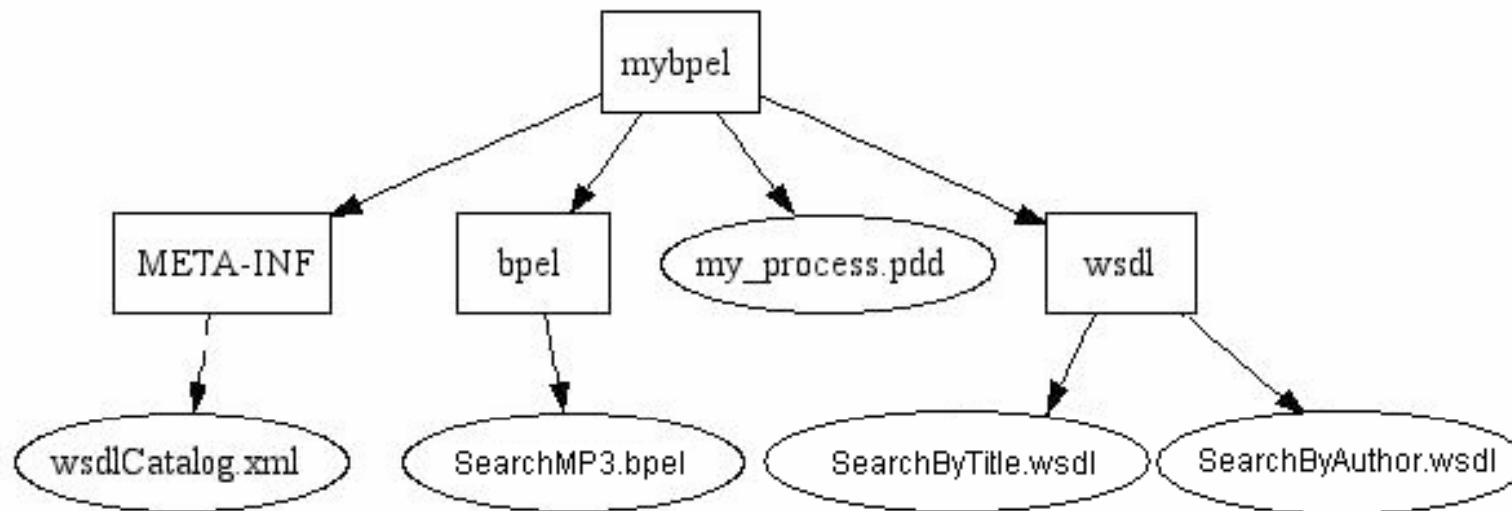 mybpel
META-INF
bpel
my_process.pdd
wsdl
wsdlCatalog.xml
SearchMP3.bpel
SearchByTitle.wsdl
SearchByAuthor.wsdl